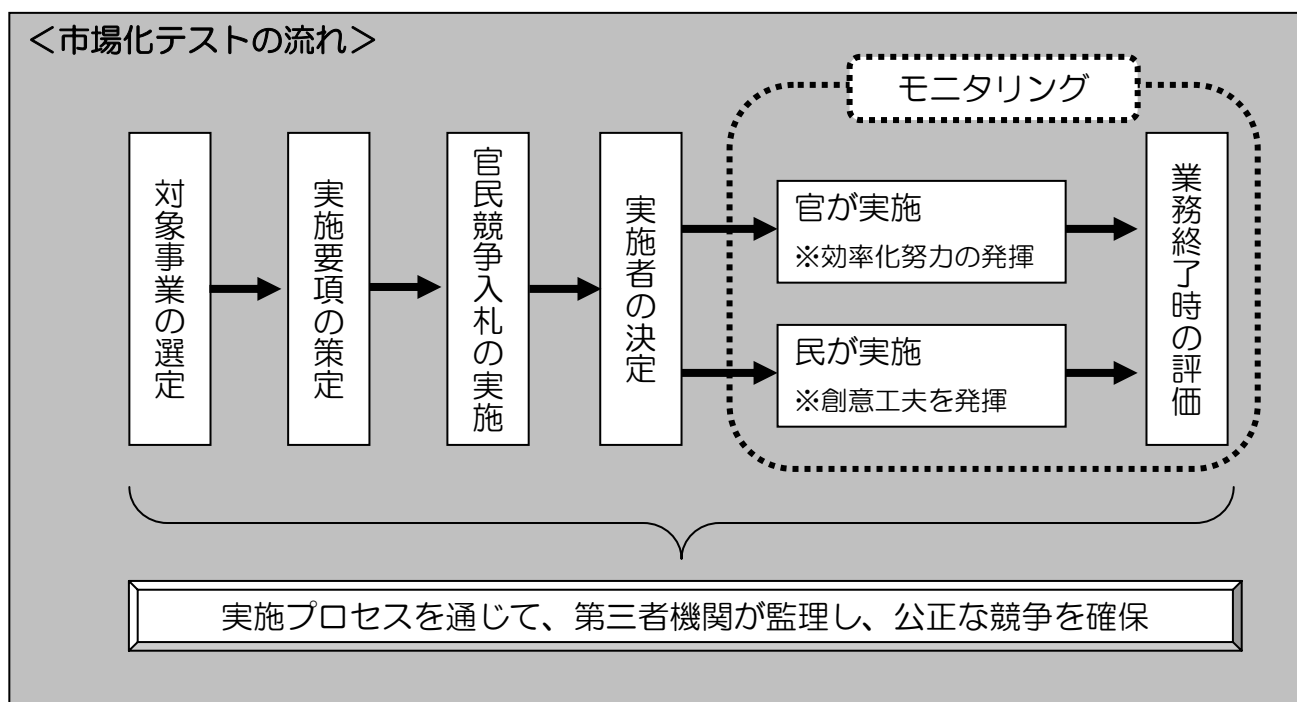 ＜市場化テストの流れ＞
モニタリング
対象事業の選定
実施要項の策定
官民競争入札の実施
実施者の決定
官が実施
※効率化努力の発揮
民が実施
※創意工夫を発揮
業務終了時の評価
実施プロセスを通じて、第三者機関が監理し、公正な競争を確保